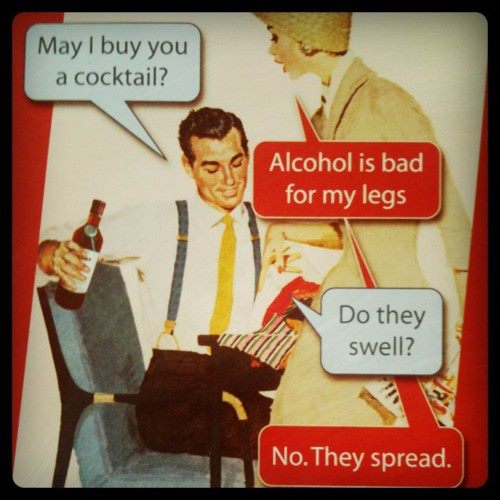 May I buy you
a cocktail?
Alcohol is bad
for my legs
Do they
swell?
No. They spread.